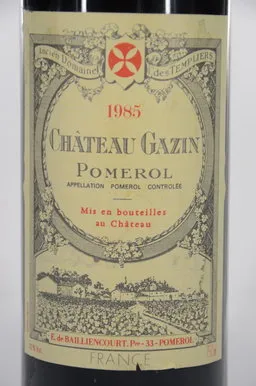 Ancien Domaine des TEMPLIERS
1985
CHÂTEAU GAZIN
POMEROL
APPELLATION POMEROL CONTROLÉE
Mis en bouteilles
au Château
E. de BAILLIENCOURT, Pre - 33 - POMEROL
FRANCE